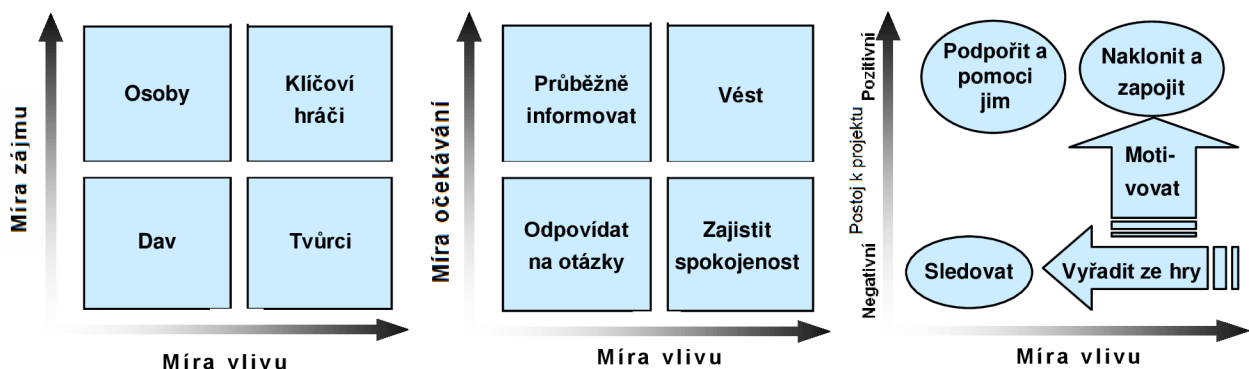 Míra zájmu
Osoby
Klíčoví
hráči
Dav
Tvůrci
Míra vlivu
Míra očekávání
Průběžně
informovat
Vést
Odpovídat
na otázky
Zajistit
spokojenost
Míra vlivu
Postoj k projektu
Pozitivní
Negativní
Podpořit a
pomoci
jim
Naklonit a
zapojit
Moti-
vovat
Sledovat
Vyřadit ze hry
Míra vlivu